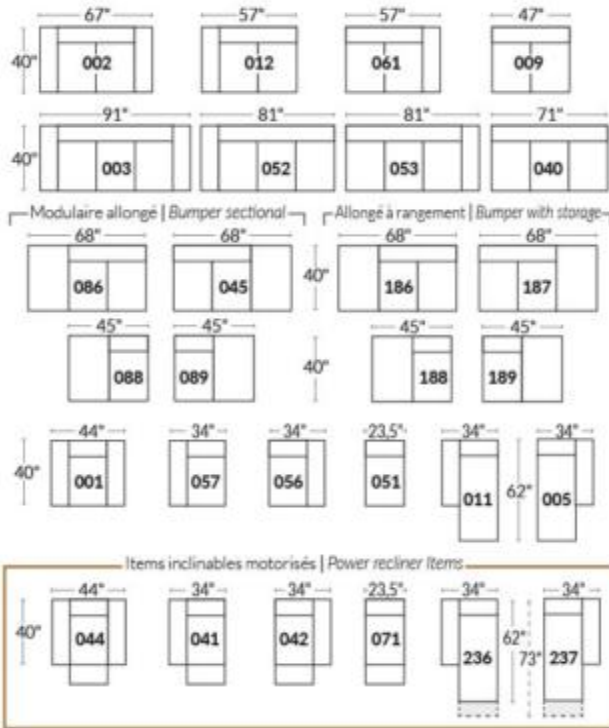 67" 57" 57" 47"
40" 002 012 061 009
91" 81" 81" 71"
40" 003 052 053 040
Modulaire allongé | Bumper sectional Allongé à rangement | Bumper with storage
68" 68" 68" 68"
086 045 40" 186 187
45" 45" 45" 45"
088 089 40" 188 189
44" 34" 34" 23,5" 34" 34"
40" 001 057 056 051 011 62" 005
Items inclinables motorisés | Power recliner Items
44" 34" 34" 23,5" 34" 34"
40" 044 041 042 071 236 62" 73" 237